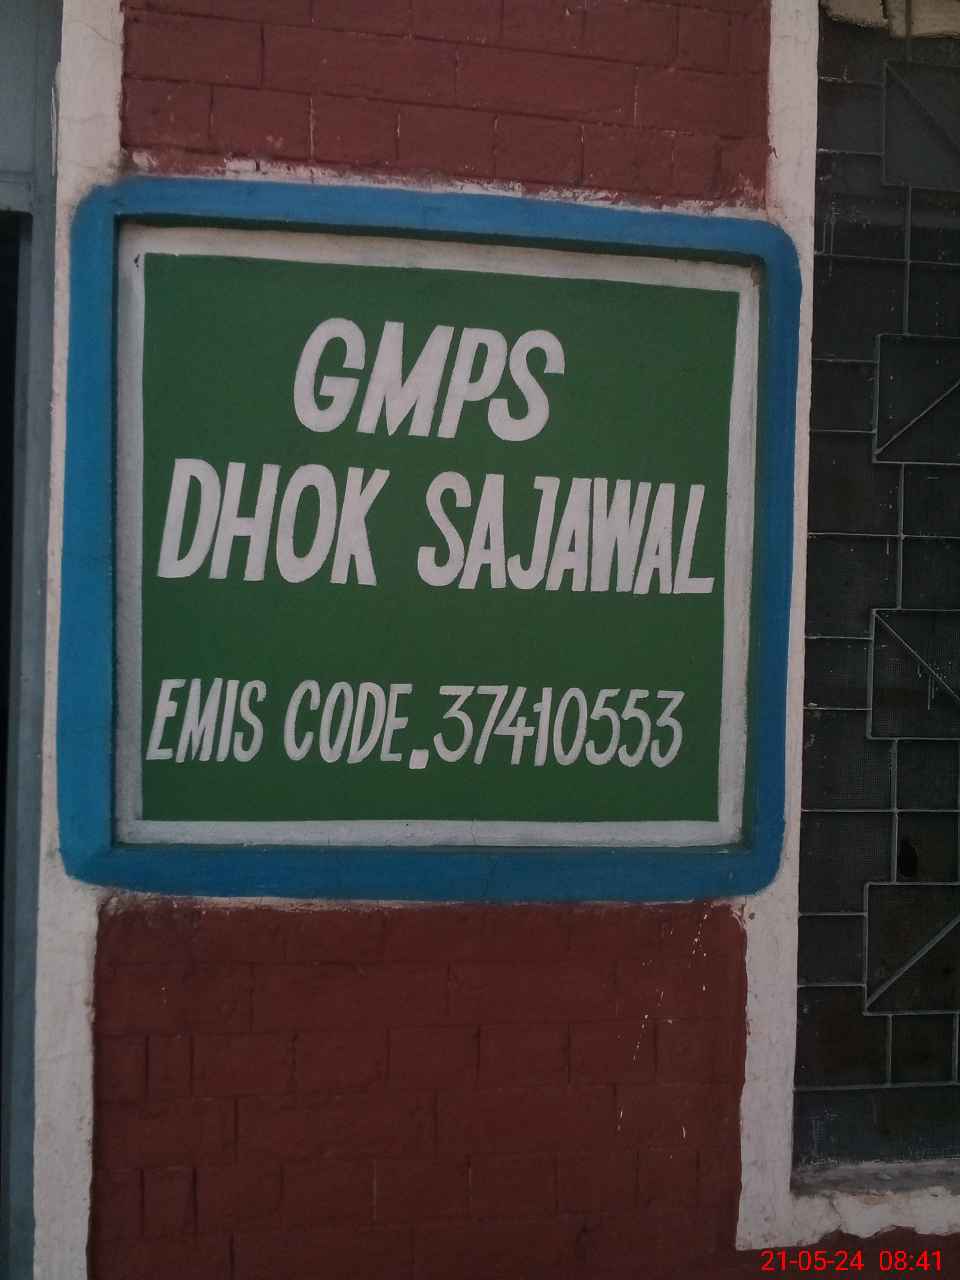 GMPS
DHOK SAJAWAL
EMIS CODE.37410553
21-05-24 08:41